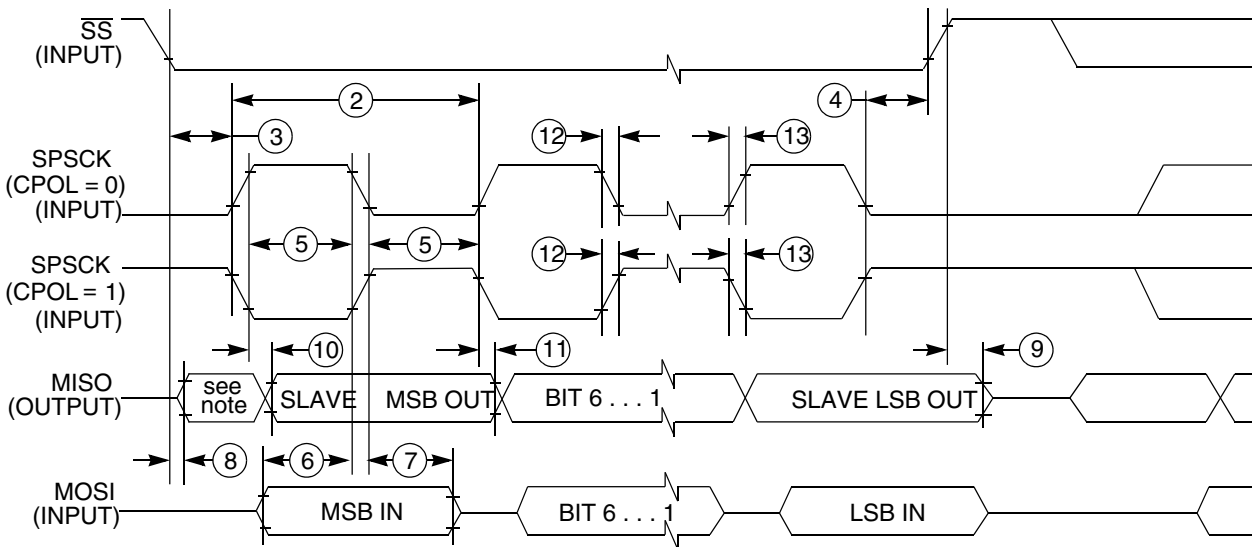 SS
(INPUT)
2
4
3
12
13
SPSCK
(CPOL = 0)
(INPUT)
5
5
SPSCK
(CPOL = 1)
(INPUT)
12
13
10
11
9
MISO
(OUTPUT)
see
note
SLAVE
MSB OUT
BIT 6 . . . 1
SLAVE LSB OUT
8
6
7
MOSI
(INPUT)
MSB IN
BIT 6 . . . 1
LSB IN